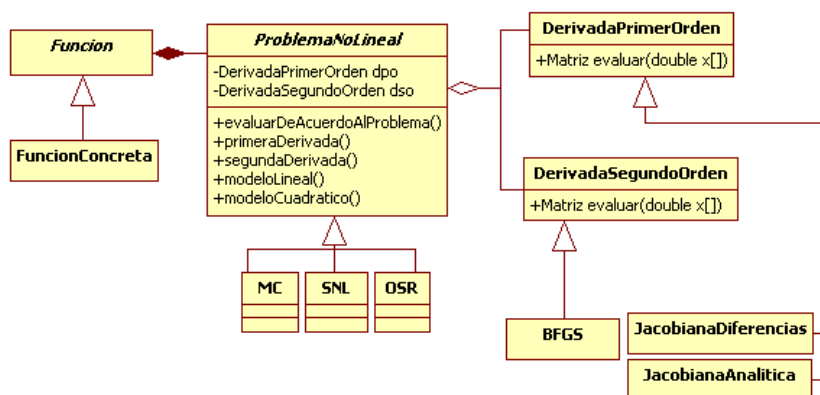 Funcion
FuncionConcreta
ProblemaNoLineal
-DerivadaPrimerOrden dpo
-DerivadaSegundoOrden dso
+evaluarDeAcuerdoAlProblema()
+primeraDerivada()
+segundaDerivada()
+modeloLineal()
+modeloCuadratico()
DerivadaPrimerOrden
+Matriz evaluar(double x[])
DerivadaSegundoOrden
+Matriz evaluar(double x[])
MC
SNL
OSR
BFGS
JacobianaDiferencias
JacobianaAnalitica